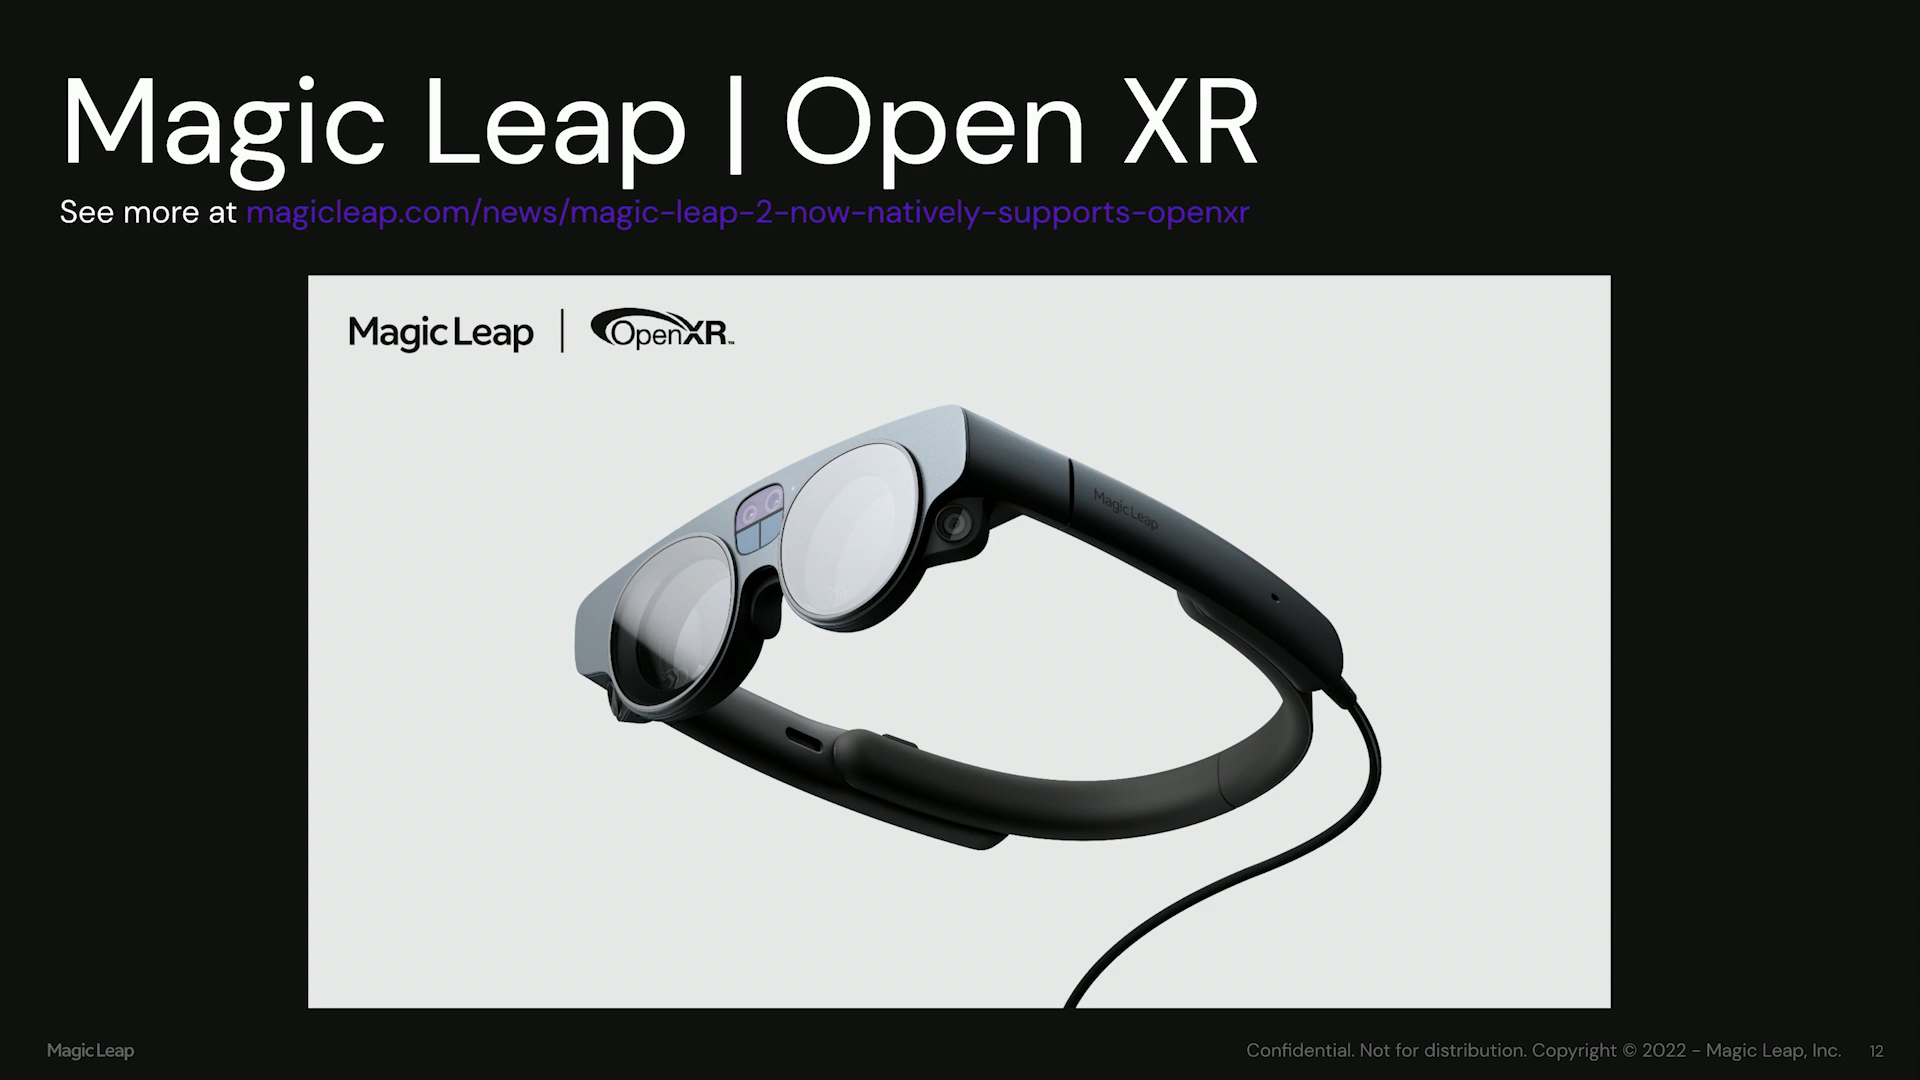 Magic Leap | Open XR
See more at magicleap.com/news/magic-leap-2-now-natively-supports-openxr
Magic Leap | OpenXR™
Magic Leap
Magic Leap
Confidential. Not for distribution. Copyright © 2022 - Magic Leap, Inc.
12